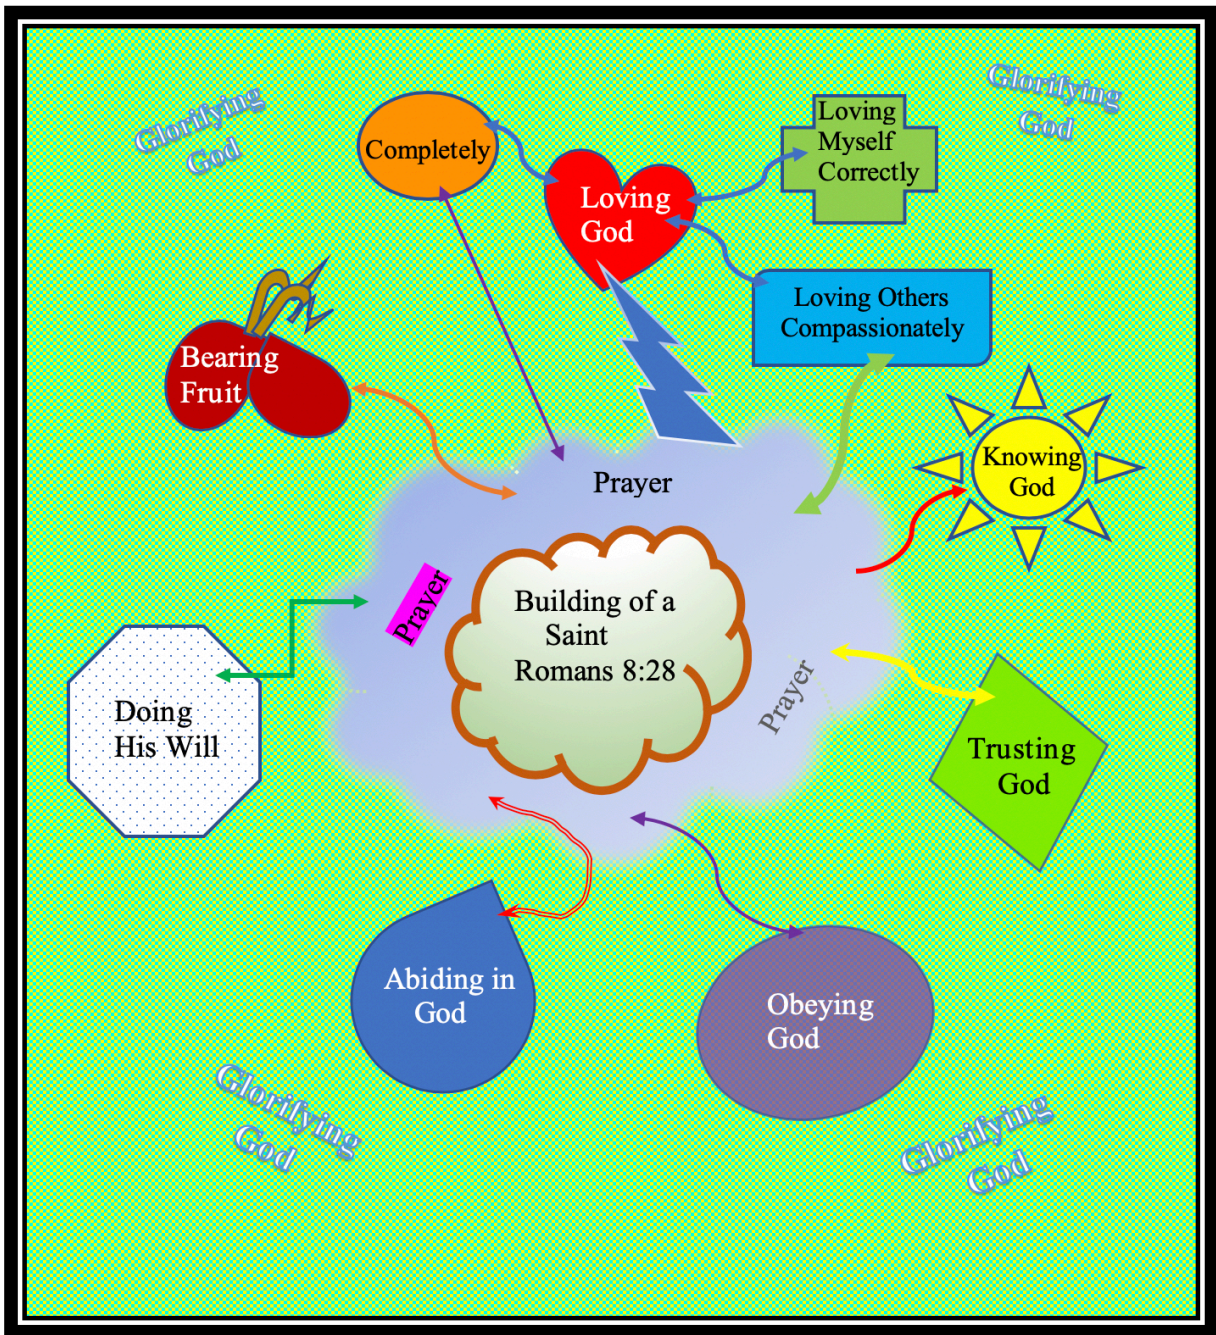 Glorifying
God
Glorifying
God
Completely
Loving
God
Loving
Myself
Correctly
Loving Others
Compassionately
Bearing
Fruit
Knowing
God
Prayer
Prayer
Building of a
Saint
Romans 8:28
Prayer
Doing
His Will
Trusting
God
Abiding in
God
Obeying
God
Glorifying
God
Glorifying
God